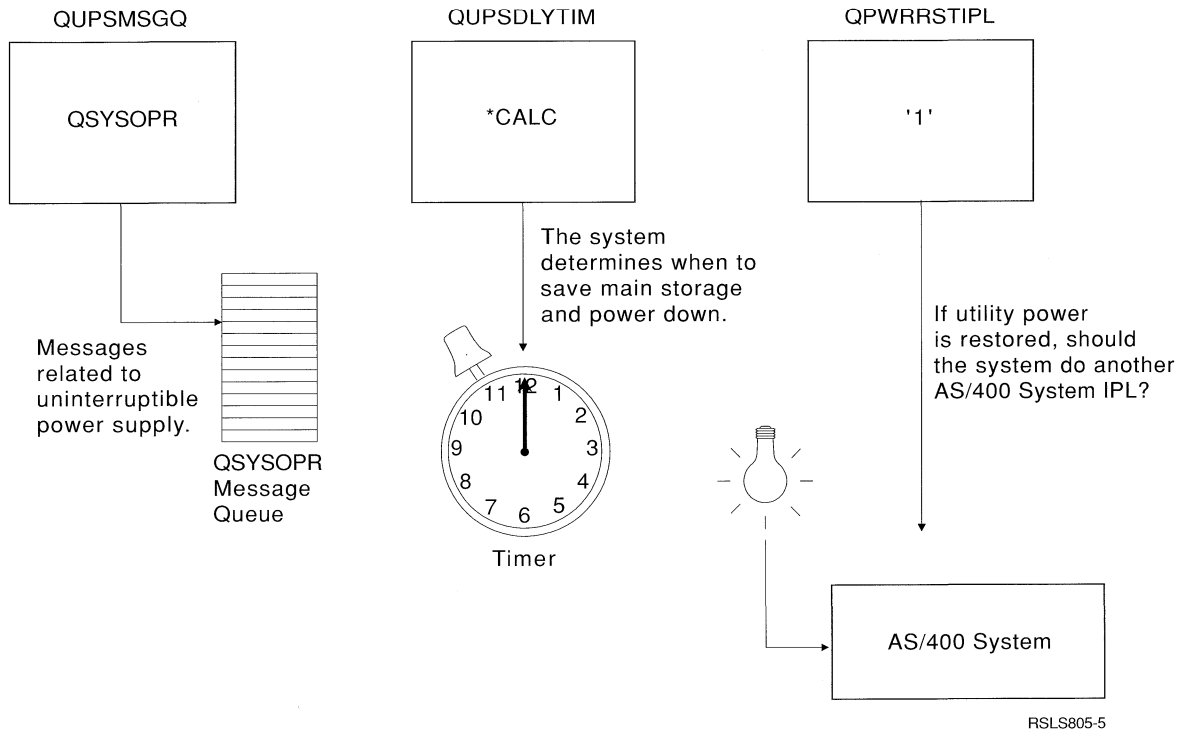 QUPSMSGQ
QSYSOPR
Messages
related to
uninterruptible
power supply.
QSYSOPR
Message
Queue
QUPSDLYTIM
*CALC
The system
determines when to
save main storage
and power down.
12
1
2
3
4
5
6
7
8
9
10
11
Timer
QPWRRSTIPL
'1'
If utility power
is restored, should
the system do another
AS/400 System IPL?
AS/400 System
RSLS805-5